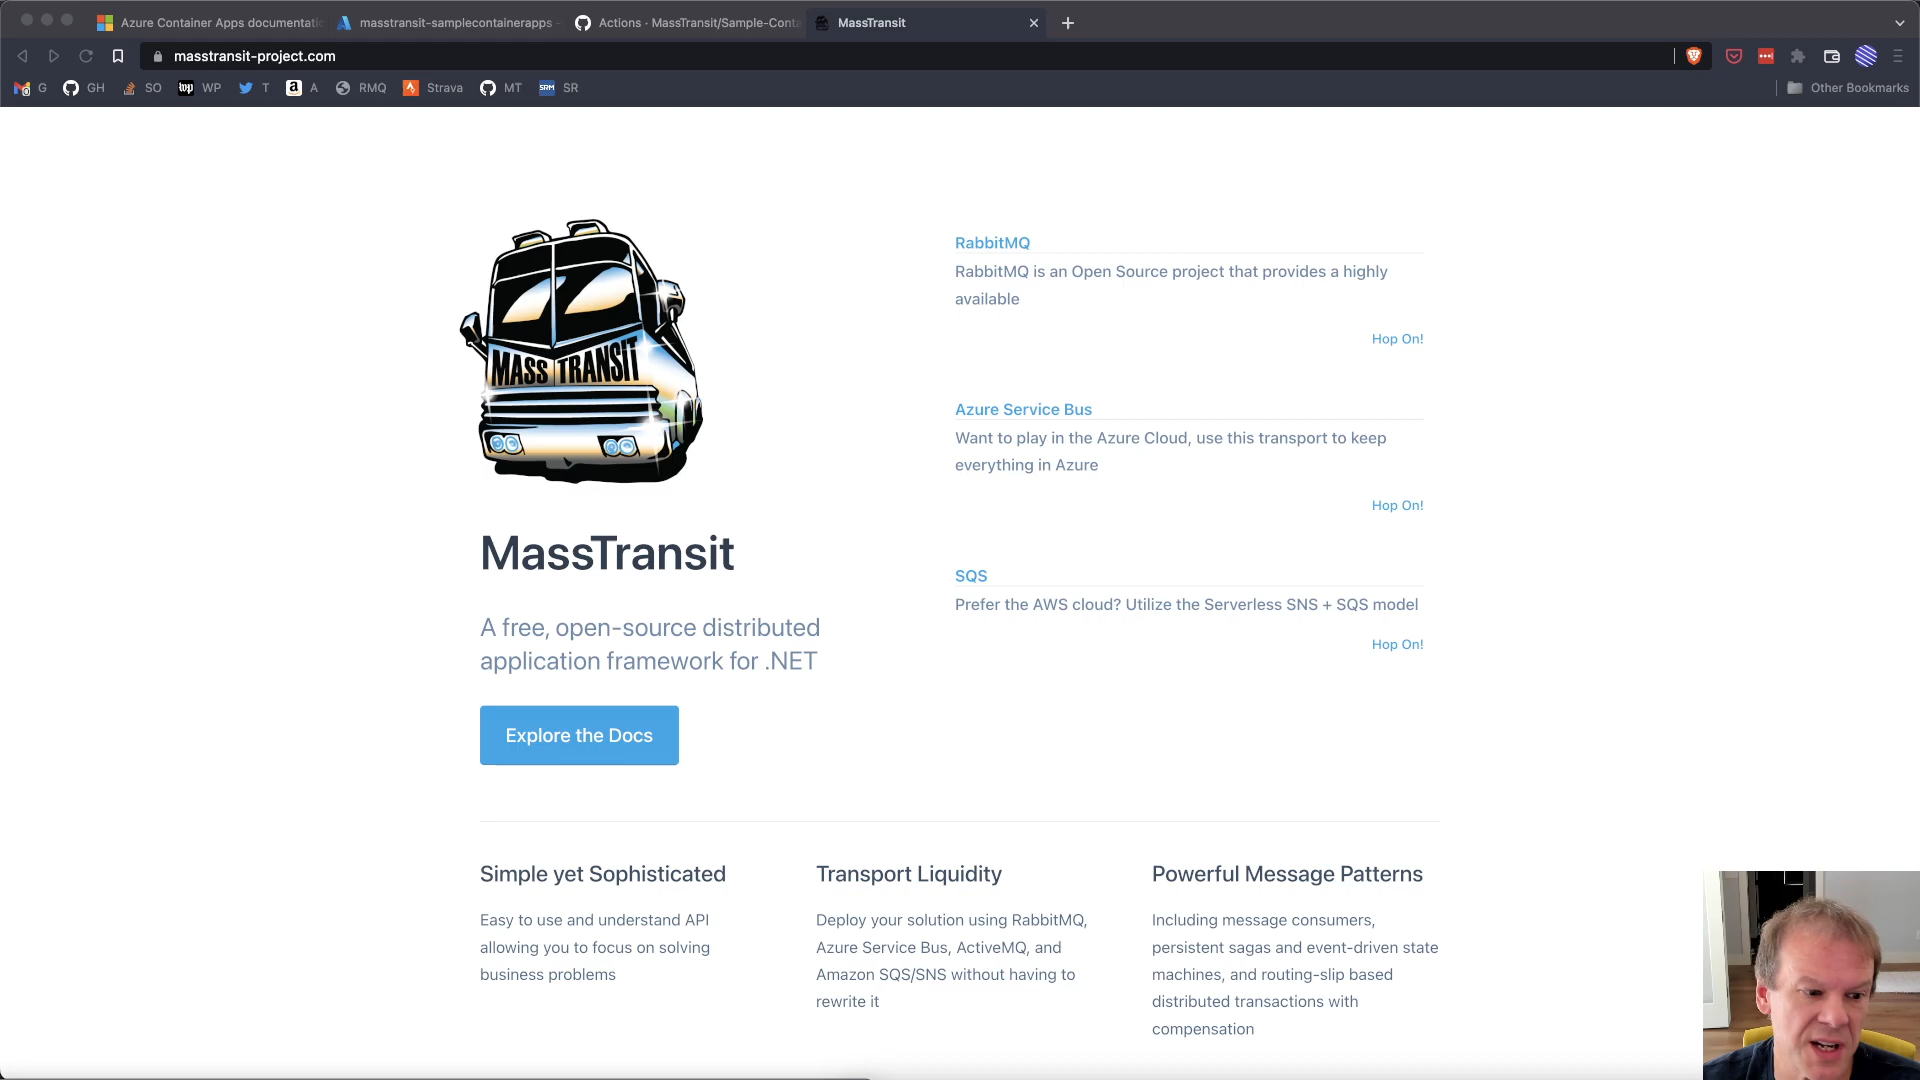 Azure Container Apps documentatic
masstransit-samplecontainerapps -
Actions · MassTransit/Sample-Conta
MassTransit
masstransit-project.com
G
GH
SO
WP
T
A
RMQ
Strava
MT
SRM
SR
Other Bookmarks
MASS TRANSIT
MassTransit
A free, open-source distributed
application framework for .NET
Explore the Docs
RabbitMQ
RabbitMQ is an Open Source project that provides a highly
available
Hop On!
Azure Service Bus
Want to play in the Azure Cloud, use this transport to keep
everything in Azure
Hop On!
SQS
Prefer the AWS cloud? Utilize the Serverless SNS + SQS model
Hop On!
Simple yet Sophisticated
Easy to use and understand API
allowing you to focus on solving
business problems
Transport Liquidity
Deploy your solution using RabbitMQ,
Azure Service Bus, ActiveMQ, and
Amazon SQS/SNS without having to
rewrite it
Powerful Message Patterns
Including message consumers,
persistent sagas and event-driven state
machines, and routing-slip based
distributed transactions with
compensation